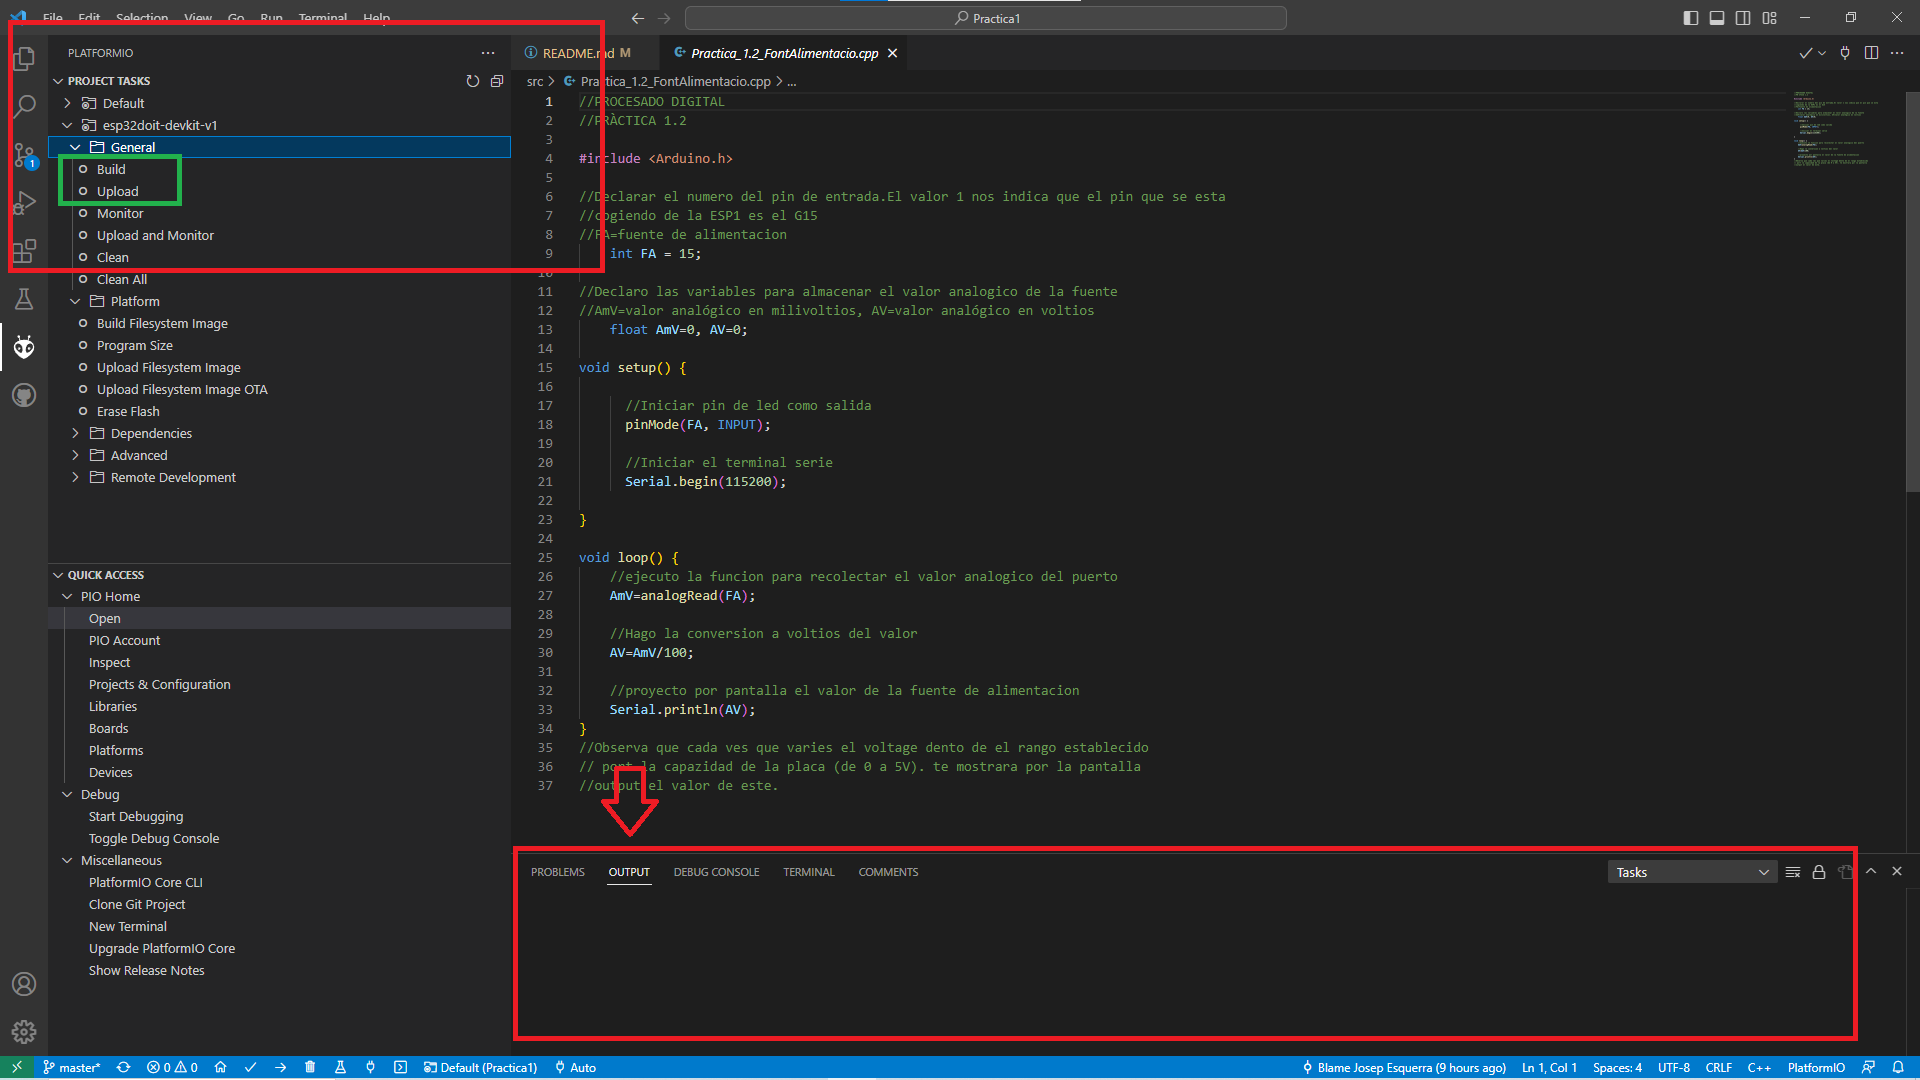 File Edit Selection View Go Run Terminal Help
Practica1
PLATFORMIO
PROJECT TASKS
Default
esp32doit-devkit-v1
General
Build
Upload
Monitor
Upload and Monitor
Clean
Clean All
Platform
Build Filesystem Image
Program Size
Upload Filesystem Image
Upload Filesystem Image OTA
Erase Flash
Dependencies
Advanced
Remote Development
QUICK ACCESS
PIO Home
Open
PIO Account
Inspect
Projects & Configuration
Libraries
Boards
Platforms
Devices
Debug
Start Debugging
Toggle Debug Console
Miscellaneous
PlatformIO Core CLI
Clone Git Project
New Terminal
Upgrade PlatformIO Core
Show Release Notes
README.md M
Practica_1.2_FontAlimentacio.cpp
src > Practica_1.2_FontAlimentacio.cpp > ...
1 //PROCESADO DIGITAL
2 //PRÀCTICA 1.2
3
4 #include <Arduino.h>
5
6 //Declarar el numero del pin de entrada.El valor 1 nos indica que el pin que se esta
7 //cogiendo de la ESP1 es el G15
8 //FA=fuente de alimentacion
9 int FA = 15;
10
11 //Declaro las variables para almacenar el valor analogico de la fuente
12 //AmV=valor analógico en milivoltios, AV=valor analógico en voltios
13 float AmV=0, AV=0;
14
15 void setup() {
16
17 //Iniciar pin de led como salida
18 pinMode(FA, INPUT);
19
20 //Iniciar el terminal serie
21 Serial.begin(115200);
22
23 }
24
25 void loop() {
26 //ejecuto la funcion para recolectar el valor analogico del puerto
27 AmV=analogRead(FA);
28
29 //Hago la conversion a voltios del valor
30 AV=AmV/100;
31
32 //proyecto por pantalla el valor de la fuente de alimentacion
33 Serial.println(AV);
34 }
35 //Observa que cada ves que varies el voltage dento de el rango establecido
36 // port la capazidad de la placa (de 0 a 5V). te mostrara por la pantalla
37 //output el valor de este.
PROBLEMS OUTPUT DEBUG CONSOLE TERMINAL COMMENTS
Tasks
1
master* 0 0 Default (Practica1) Auto
Blame Josep Esquerra (9 hours ago) Ln 1, Col 1 Spaces: 4 UTF-8 CRLF C++ PlatformIO